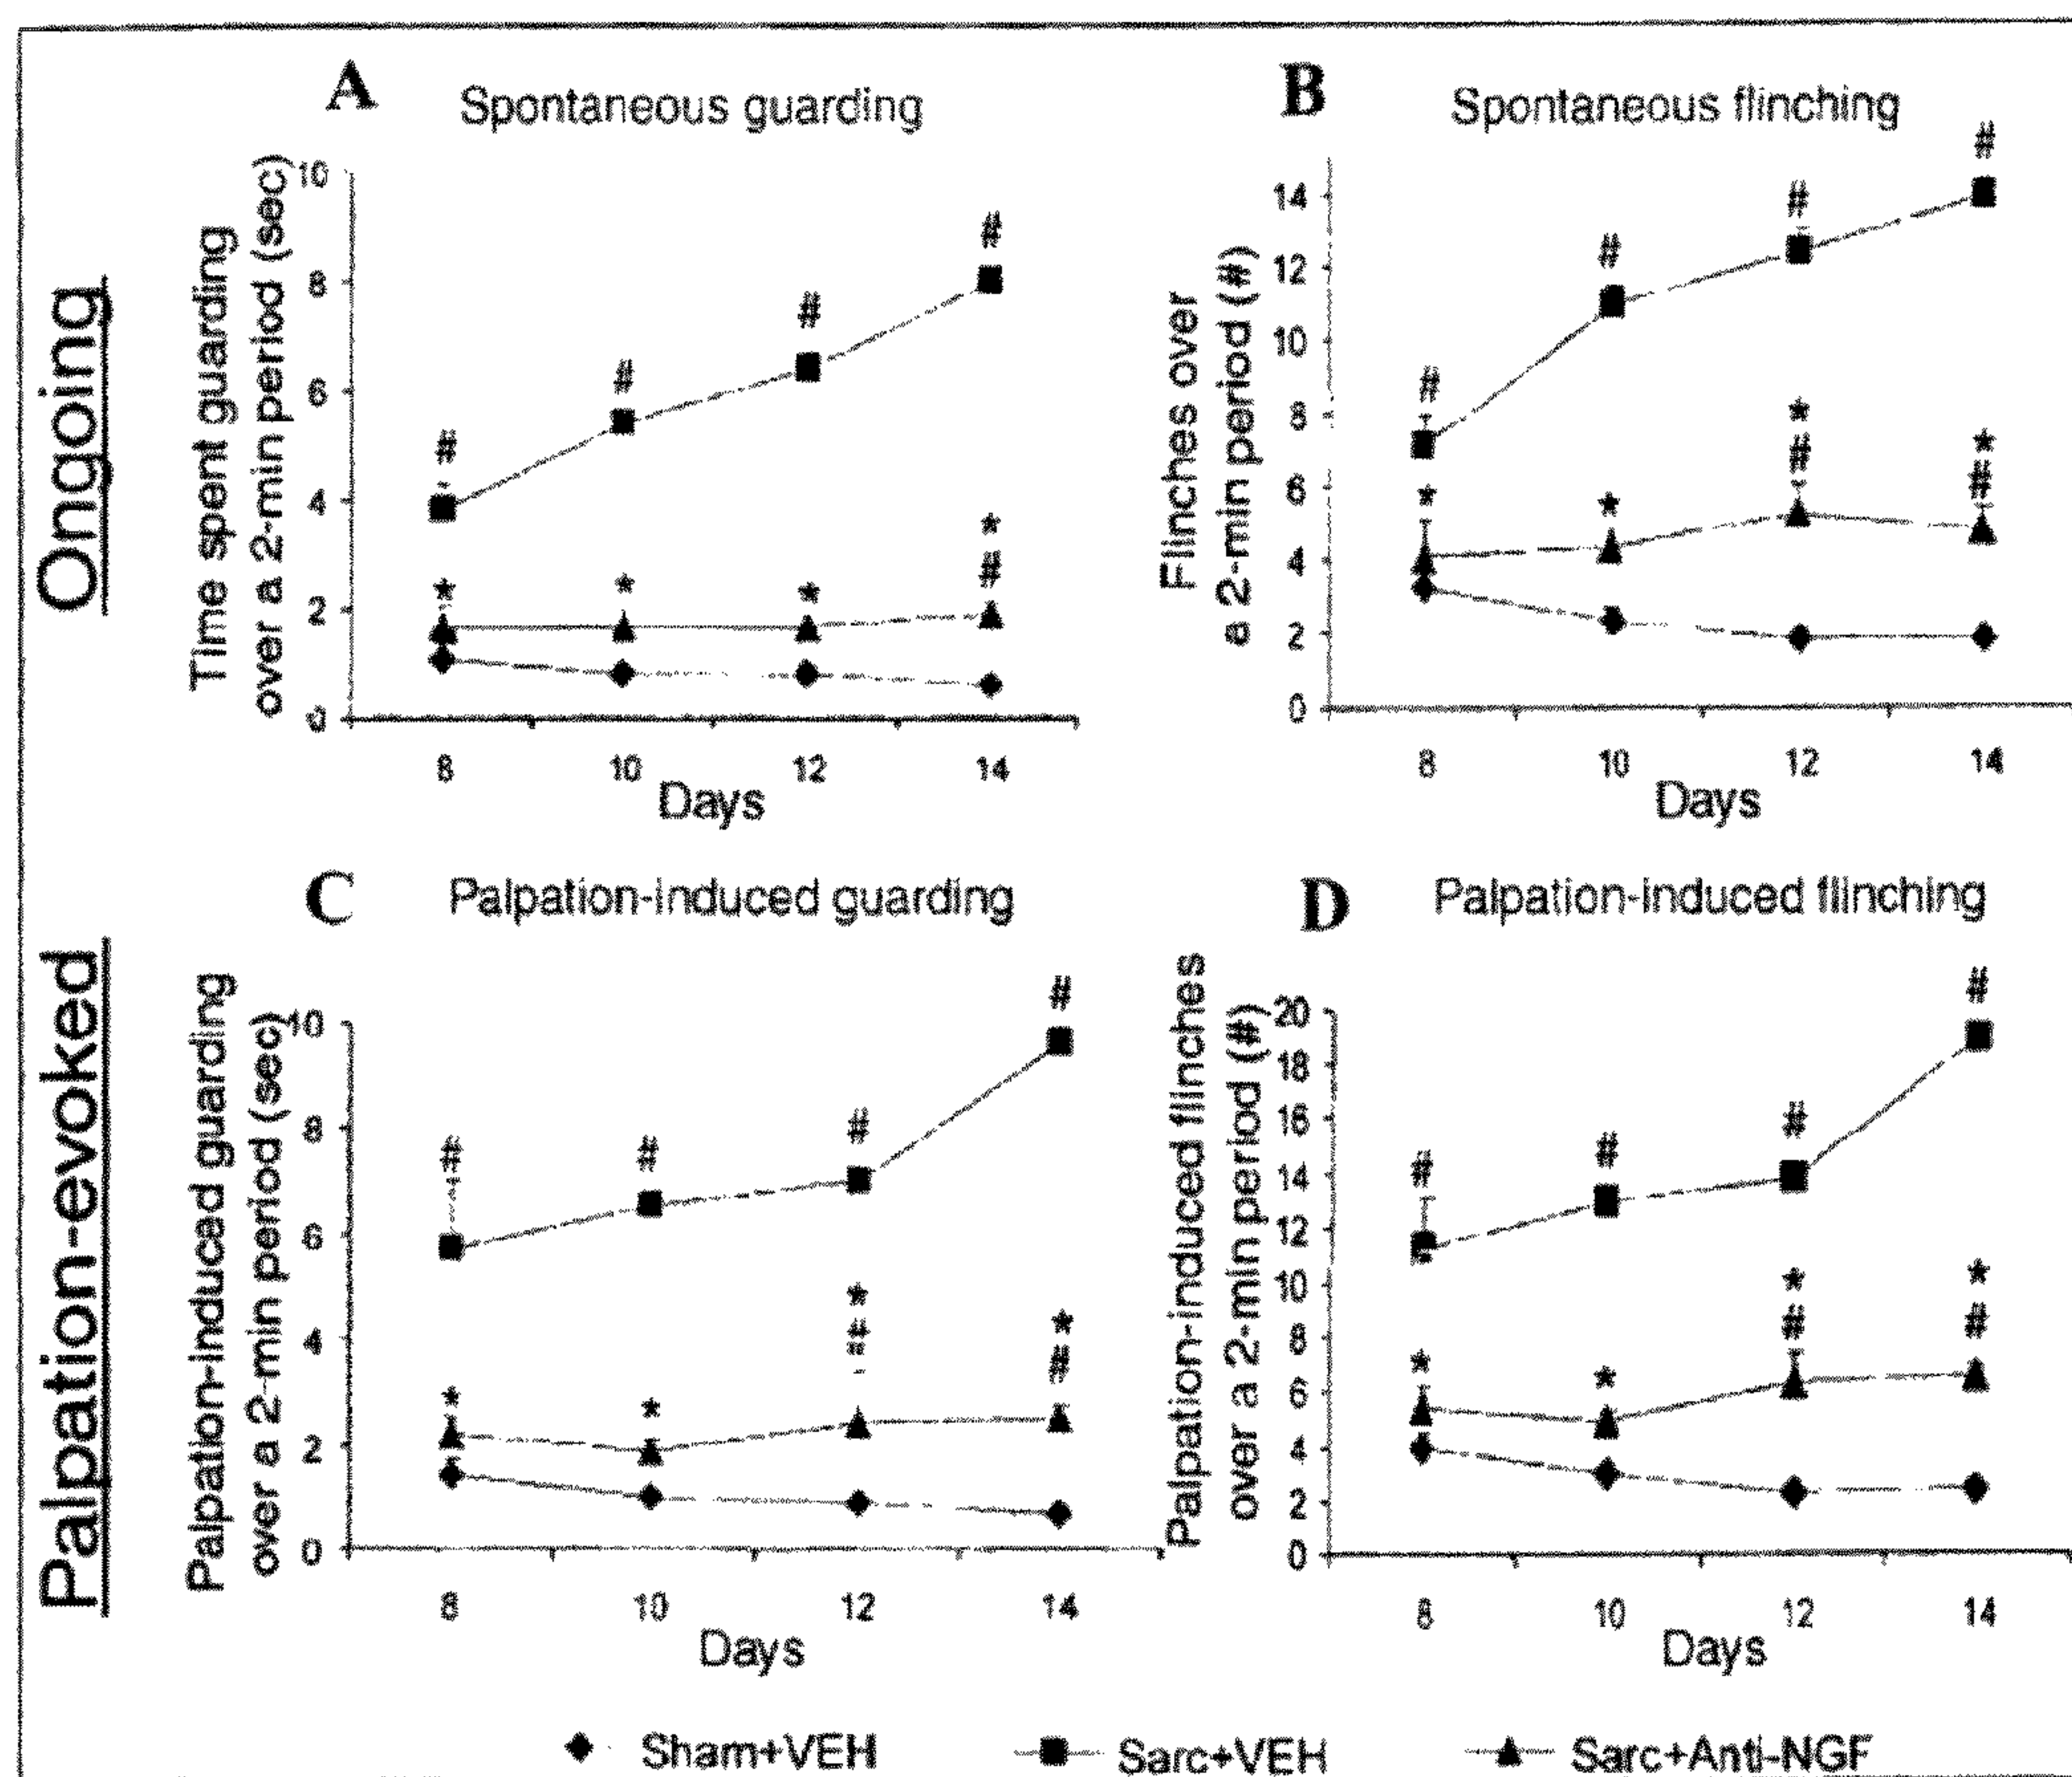 Ongoing
A Spontaneous guarding
Time spent guarding
over a 2-min period (sec)
10
#
8
#
#
6
#
4
*
#
* * *
2
0
8 10 12 14
Days
B Spontaneous flinching
Flinches over
a 2-min period (#)
#
14
#
#
12
10
#
8
*
#
*
#
6
* *
4
2
0
8 10 12 14
Days
Palpation-evoked
C Palpation-induced guarding
Palpation-induced guarding
over a 2-min period (sec)
#
10
#
8
# #
6
*
#
*
#
4
* *
2
0
8 10 12 14
Days
D Palpation-induced flinching
Palpation-induced flinches
over a 2-min period (#)
#
20
18
#
16
# #
14
12
* *
10
# #
8
* *
6
4
2
0
8 10 12 14
Days
Sham+VEH Sarc+VEH Sarc+Anti-NGF